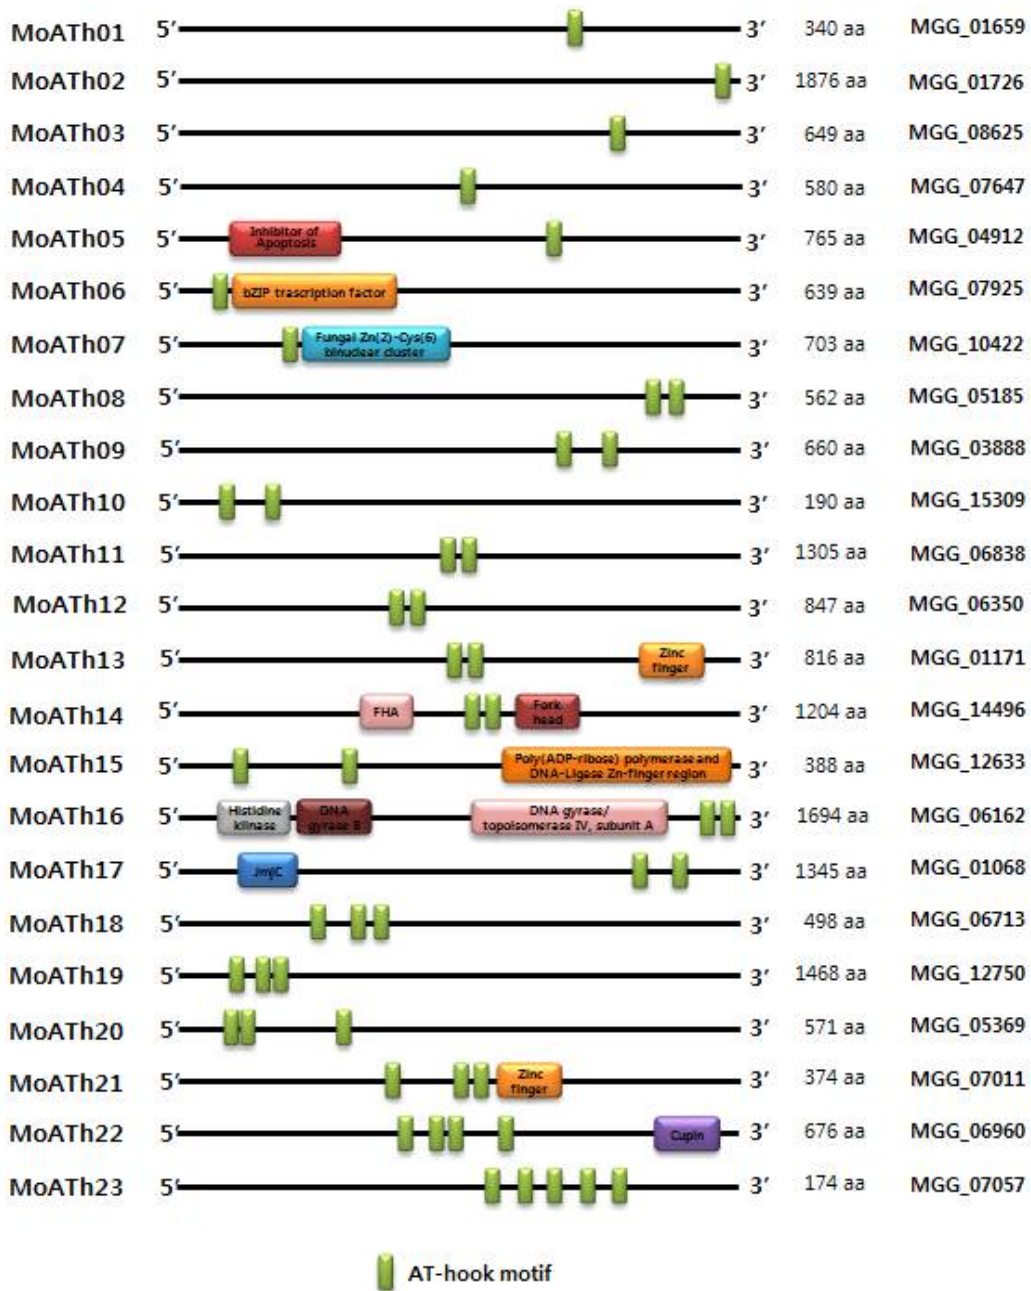 MoATh01 5′ 3′ 340 aa MGG_01659
MoATh02 5′ 3′ 1876 aa MGG_01726
MoATh03 5′ 3′ 649 aa MGG_08625
MoATh04 5′ 3′ 580 aa MGG_07647
MoATh05 5′ Inhibitor of
Apoptosis 3′ 765 aa MGG_04912
MoATh06 5′ bZIP trascription factor 3′ 639 aa MGG_07925
MoATh07 5′ Fungal Zn(2)-Cys(6)
binuclear cluster 3′ 703 aa MGG_10422
MoATh08 5′ 3′ 562 aa MGG_05185
MoATh09 5′ 3′ 660 aa MGG_03888
MoATh10 5′ 3′ 190 aa MGG_15309
MoATh11 5′ 3′ 1305 aa MGG_06838
MoATh12 5′ 3′ 847 aa MGG_06350
MoATh13 5′ Zinc
finger 3′ 816 aa MGG_01171
MoATh14 5′ FHA Fork
head 3′ 1204 aa MGG_14496
MoATh15 5′ Poly(ADP-ribose) polymerase and
DNA-Ligase Zn-finger region 3′ 388 aa MGG_12633
MoATh16 5′ Histidine
kiinase DNA
gyrase B DNA gyrase/
topoisomerase IV, subunit A 3′ 1694 aa MGG_06162
MoATh17 5′ JmjC 3′ 1345 aa MGG_01068
MoATh18 5′ 3′ 498 aa MGG_06713
MoATh19 5′ 3′ 1468 aa MGG_12750
MoATh20 5′ 3′ 571 aa MGG_05369
MoATh21 5′ Zinc
finger 3′ 374 aa MGG_07011
MoATh22 5′ Cupin 3′ 676 aa MGG_06960
MoATh23 5′ 3′ 174 aa MGG_07057
AT-hook motif